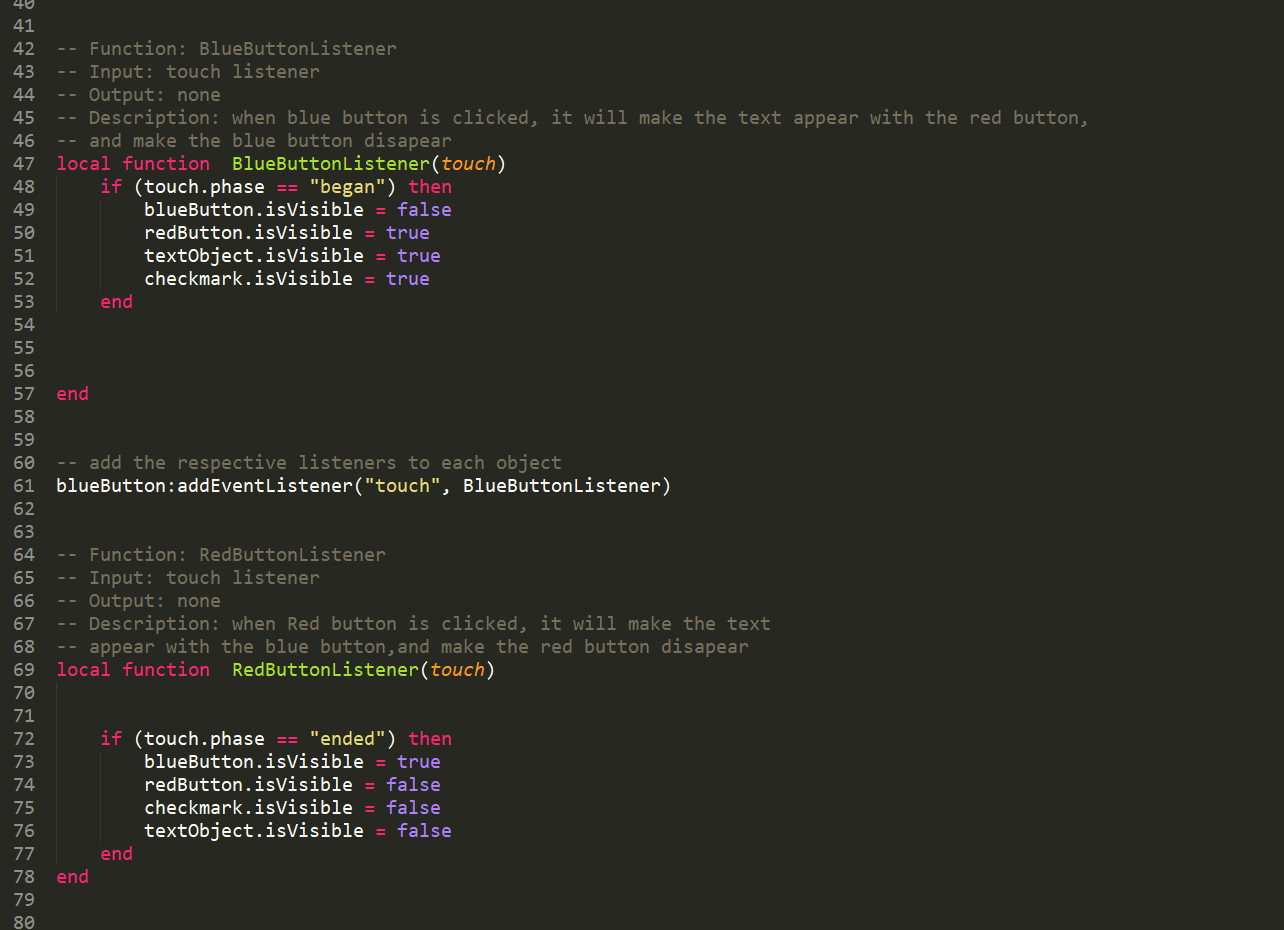 40
41
42 -- Function: BlueButtonListener
43 -- Input: touch listener
44 -- Output: none
45 -- Description: when blue button is clicked, it will make the text appear with the red button,
46 -- and make the blue button disapear
47 local function  BlueButtonListener(touch)
48     if (touch.phase == "began") then
49         blueButton.isVisible = false
50         redButton.isVisible = true
51         textObject.isVisible = true
52         checkmark.isVisible = true
53     end
54
55
56
57 end
58
59
60 -- add the respective listeners to each object
61 blueButton:addEventListener("touch", BlueButtonListener)
62
63
64 -- Function: RedButtonListener
65 -- Input: touch listener
66 -- Output: none
67 -- Description: when Red button is clicked, it will make the text
68 -- appear with the blue button,and make the red button disapear
69 local function  RedButtonListener(touch)
70
71
72     if (touch.phase == "ended") then
73         blueButton.isVisible = true
74         redButton.isVisible = false
75         checkmark.isVisible = false
76         textObject.isVisible = false
77     end
78 end
79
80